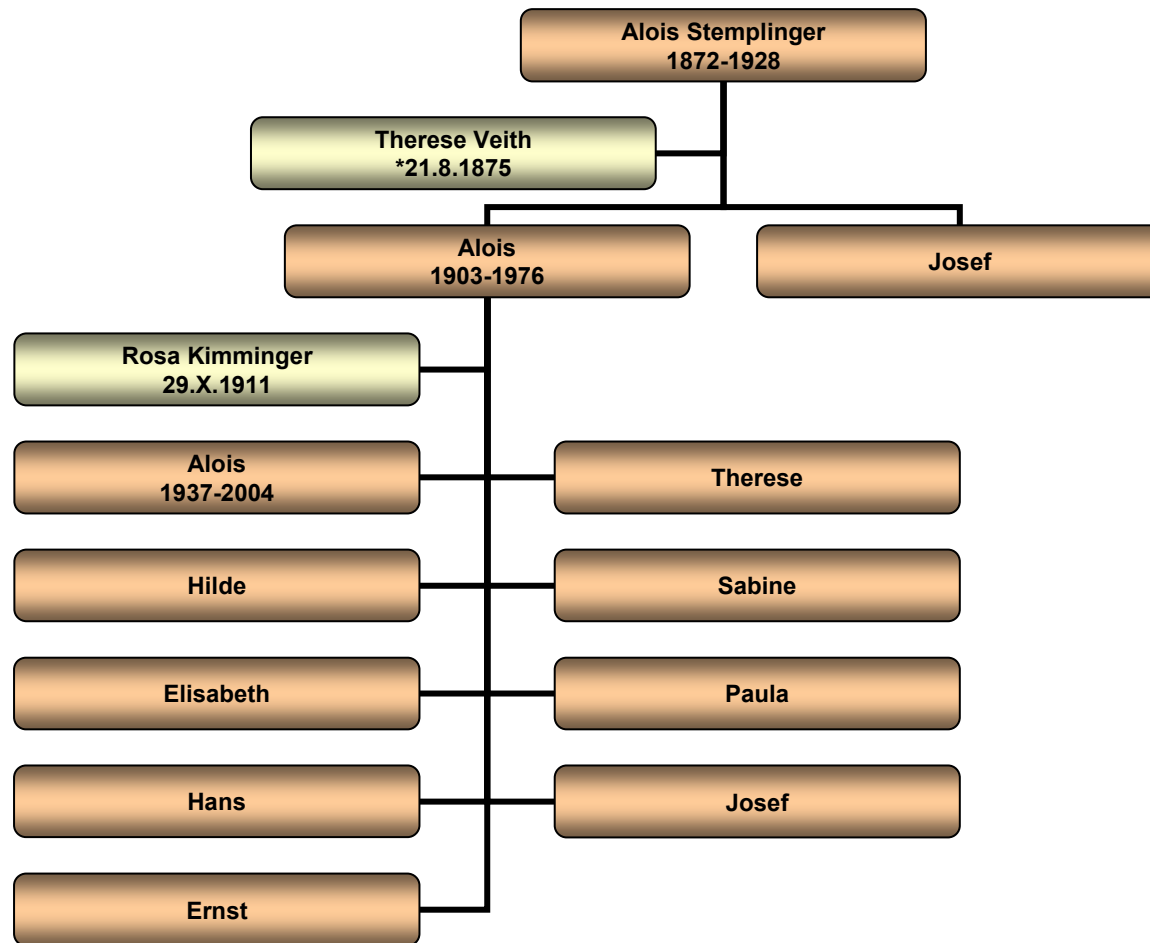 Alois Stemplinger
1872-1928
Therese Veith
*21.8.1875
Alois
1903-1976
Josef
Rosa Kimminger
29.X.1911
Alois
1937-2004
Therese
Hilde
Sabine
Elisabeth
Paula
Hans
Josef
Ernst